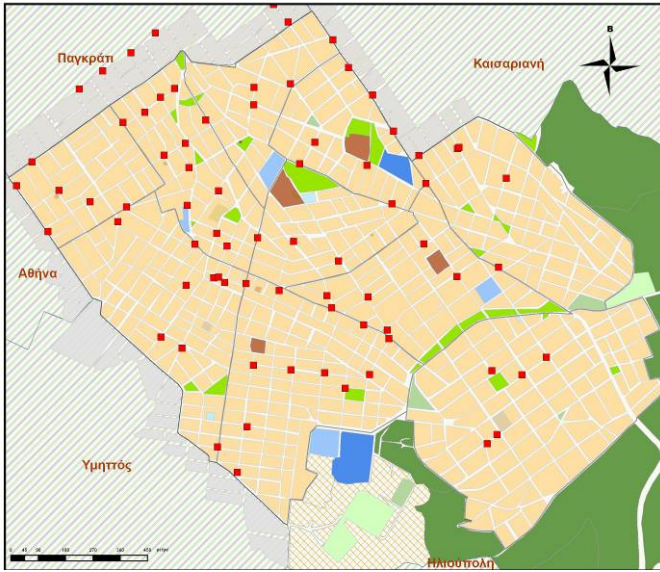 Β
Παγκράτι
Καισαριανή
Αθήνα
Υμηττός
Ηλιούπολη